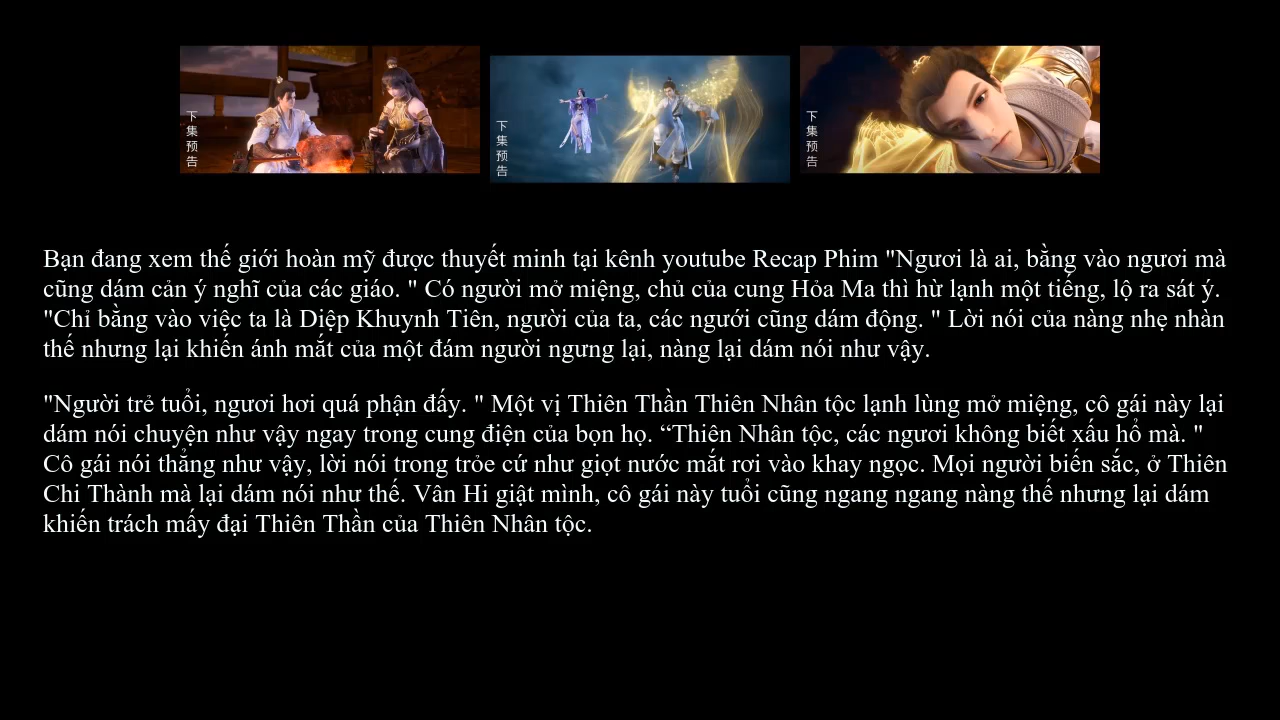 下集预告
下集预告
下集预告
Bạn đang xem thế giới hoàn mỹ được thuyết minh tại kênh youtube Recap Phim "Ngươi là ai, bằng vào ngươi mà
cũng dám cản ý nghĩ của các giáo. " Có người mở miệng, chủ của cung Hỏa Ma thì hừ lạnh một tiếng, lộ ra sát ý.
"Chỉ bằng vào việc ta là Diệp Khuynh Tiên, người của ta, các ngưới cũng dám động. " Lời nói của nàng nhẹ nhàn
thế nhưng lại khiến ánh mắt của một đám người ngưng lại, nàng lại dám nói như vậy.
"Người trẻ tuổi, ngươi hơi quá phận đấy. " Một vị Thiên Thần Thiên Nhân tộc lạnh lùng mở miệng, cô gái này lại
dám nói chuyện như vậy ngay trong cung điện của bọn họ. “Thiên Nhân tộc, các ngươi không biết xấu hổ mà. "
Cô gái nói thẳng như vậy, lời nói trong trỏe cứ như giọt nước mắt rơi vào khay ngọc. Mọi người biến sắc, ở Thiên
Chi Thành mà lại dám nói như thế. Vân Hi giật mình, cô gái này tuổi cũng ngang ngang nàng thế nhưng lại dám
khiến trách mấy đại Thiên Thần của Thiên Nhân tộc.